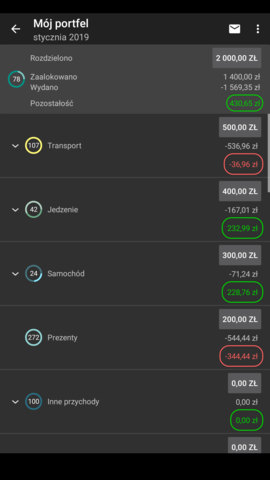 Mój portfel
stycznia 2019
Rozdzielono 2 000,00 ZŁ
78
Zaalokowano 1 400,00 zł
Wydano -1 569,35 zł
Pozostałość 430,65 zł
500,00 ZŁ
107 Transport -536,96 zł
-36,96 zł
400,00 ZŁ
42 Jedzenie -167,01 zł
232,99 zł
300,00 ZŁ
24 Samochód -71,24 zł
228,76 zł
200,00 ZŁ
272 Prezenty -544,44 zł
-344,44 zł
0,00 ZŁ
100 Inne przychody 0,00 zł
0,00 zł
0,00 ZŁ